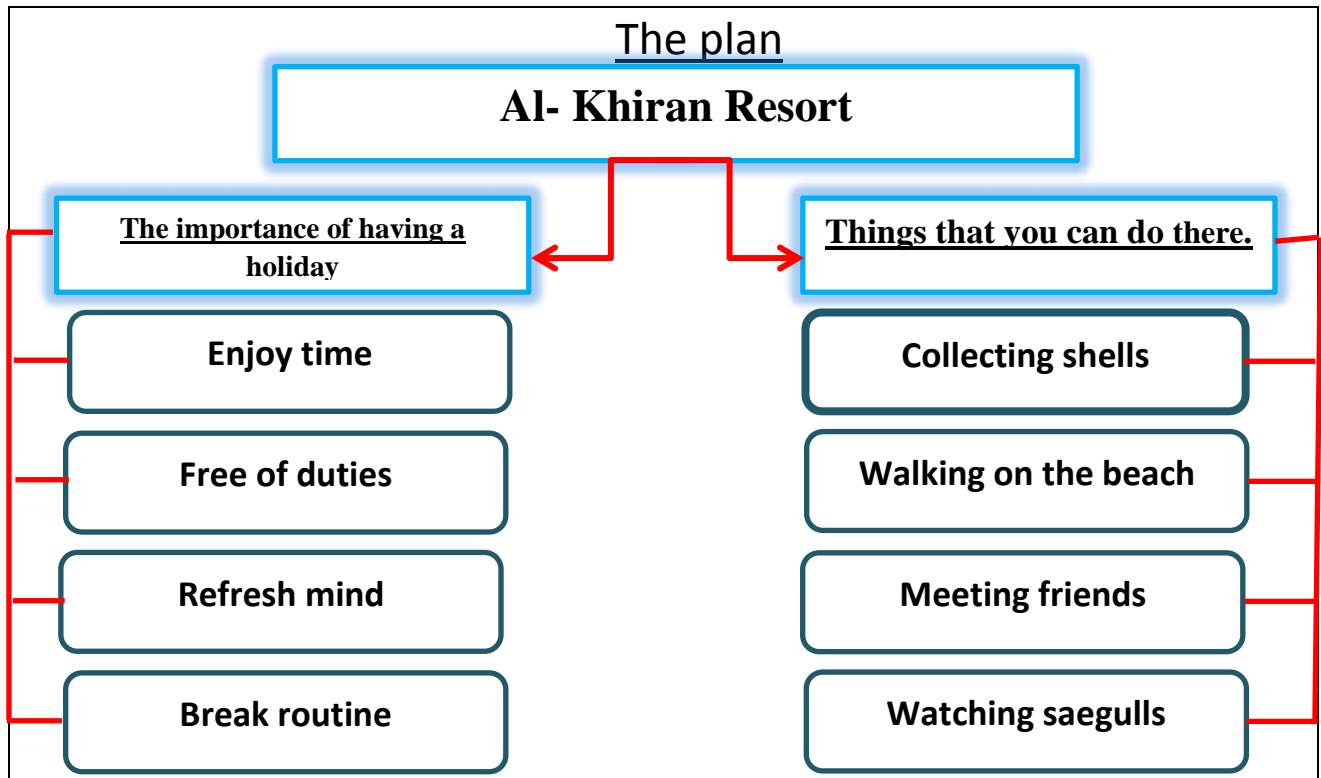 The plan
Al- Khiran Resort
The importance of having a
holiday
Things that you can do there.
Enjoy time
Collecting shells
Free of duties
Walking on the beach
Refresh mind
Meeting friends
Break routine
Watching saegulls